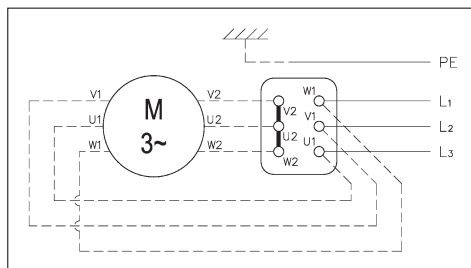 PE
V1 M V2 W1 L1
V2
U1 U2 V1 L2
3~ U2
W1 W2 U1 L3
W2